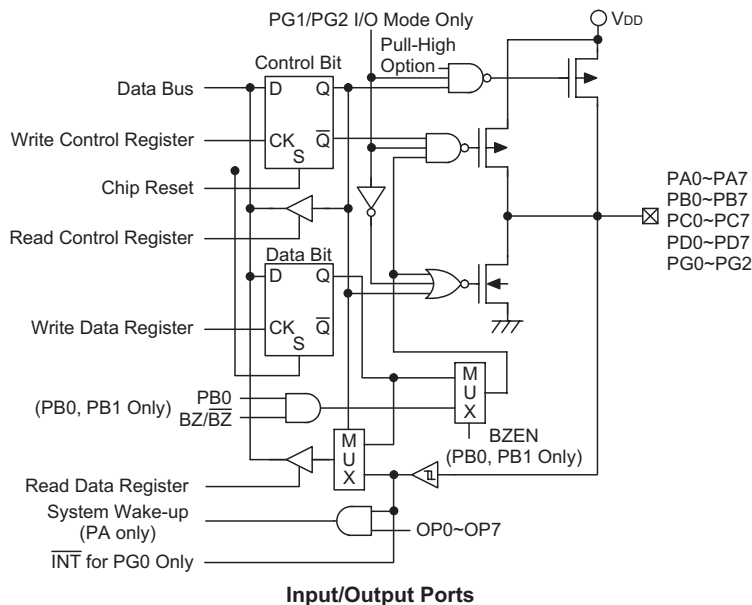 PG1/PG2 I/O Mode Only
VDD
Pull-High
Option
Control Bit
Data Bus
D
Q
Write Control Register
CK
Q̅
S
Chip Reset
Read Control Register
PA0~PA7
PB0~PB7
PC0~PC7
PD0~PD7
PG0~PG2
Data Bit
D
Q
Write Data Register
CK
Q̅
S
M
U
X
PB0
(PB0, PB1 Only)
BZ/B̅Z̅
BZEN
(PB0, PB1 Only)
M
U
X
Read Data Register
System Wake-up
(PA only)
OP0~OP7
I̅N̅T̅ for PG0 Only
Input/Output Ports